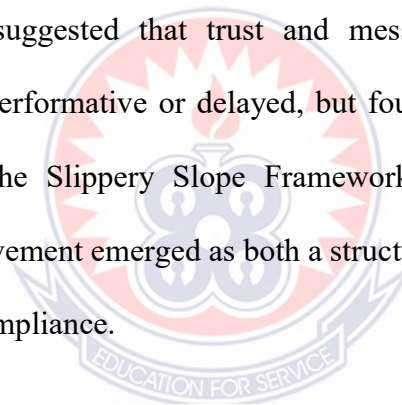 suggested that trust and mes
erformative or delayed, but fou
he Slippery Slope Framework
vement emerged as both a struct
mpliance.
EDUCATION FOR SERVICE